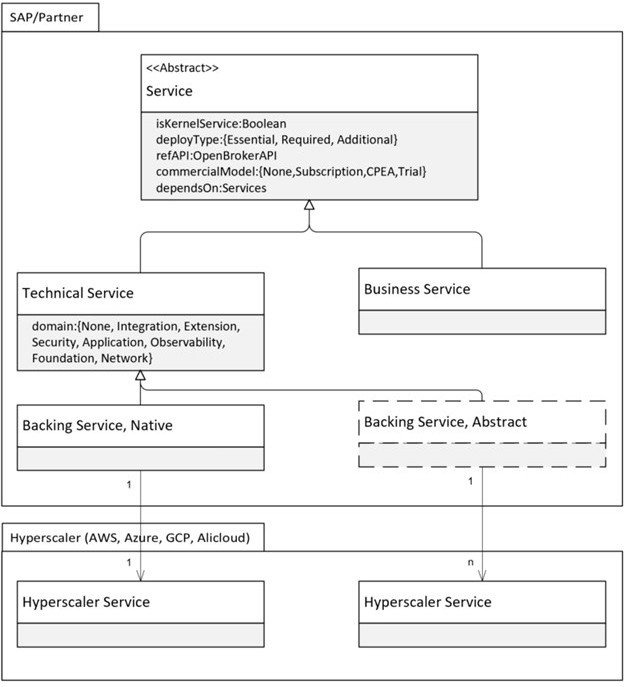 SAP/Partner
<<Abstract>>
Service
isKernelService:Boolean
deployType:{Essential, Required, Additional}
refAPI:OpenBrokerAPI
commercialModel:{None,Subscription,CPEA,Trial}
dependsOn:Services
Technical Service
domain:{None, Integration, Extension,
Security, Application, Observability,
Foundation, Network}
Business Service
Backing Service, Native
Backing Service, Abstract
1
1
Hyperscaler (AWS, Azure, GCP, Alicloud)
1
n
Hyperscaler Service
Hyperscaler Service